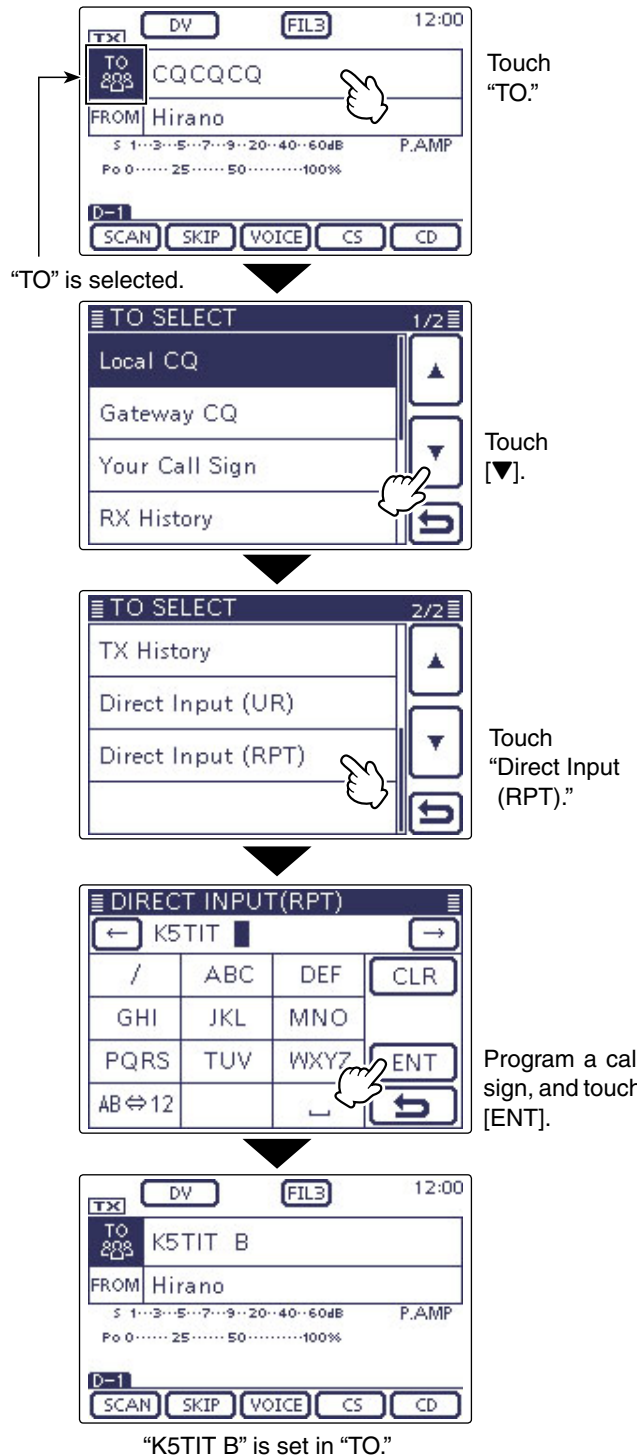 DV FIL3 12:00
TX
TO CQCQCQ
Touch
“TO.”
FROM Hirano
S 1···3···5···7···9··20··40··60dB P.AMP
Po 0······ 25······ 50··········100%
D-1
SCAN SKIP VOICE CS CD
“TO” is selected.
TO SELECT 1/2
Local CQ
▲
Gateway CQ
Your Call Sign
▼
Touch
[▼].
RX History
TO SELECT 2/2
TX History
▲
Direct Input (UR)
Direct Input (RPT)
▼
Touch
“Direct Input
(RPT).”
DIRECT INPUT(RPT)
← K5TIT →
/ ABC DEF CLR
GHI JKL MNO
PQRS TUV WXYZ ENT
AB⇔12 ⎵
Program a cal
sign, and touch
[ENT].
DV FIL3 12:00
TX
TO K5TIT B
FROM Hirano
S 1···3···5···7···9··20··40··60dB P.AMP
Po 0······ 25······ 50··········100%
D-1
SCAN SKIP VOICE CS CD
“K5TIT B” is set in “TO.”